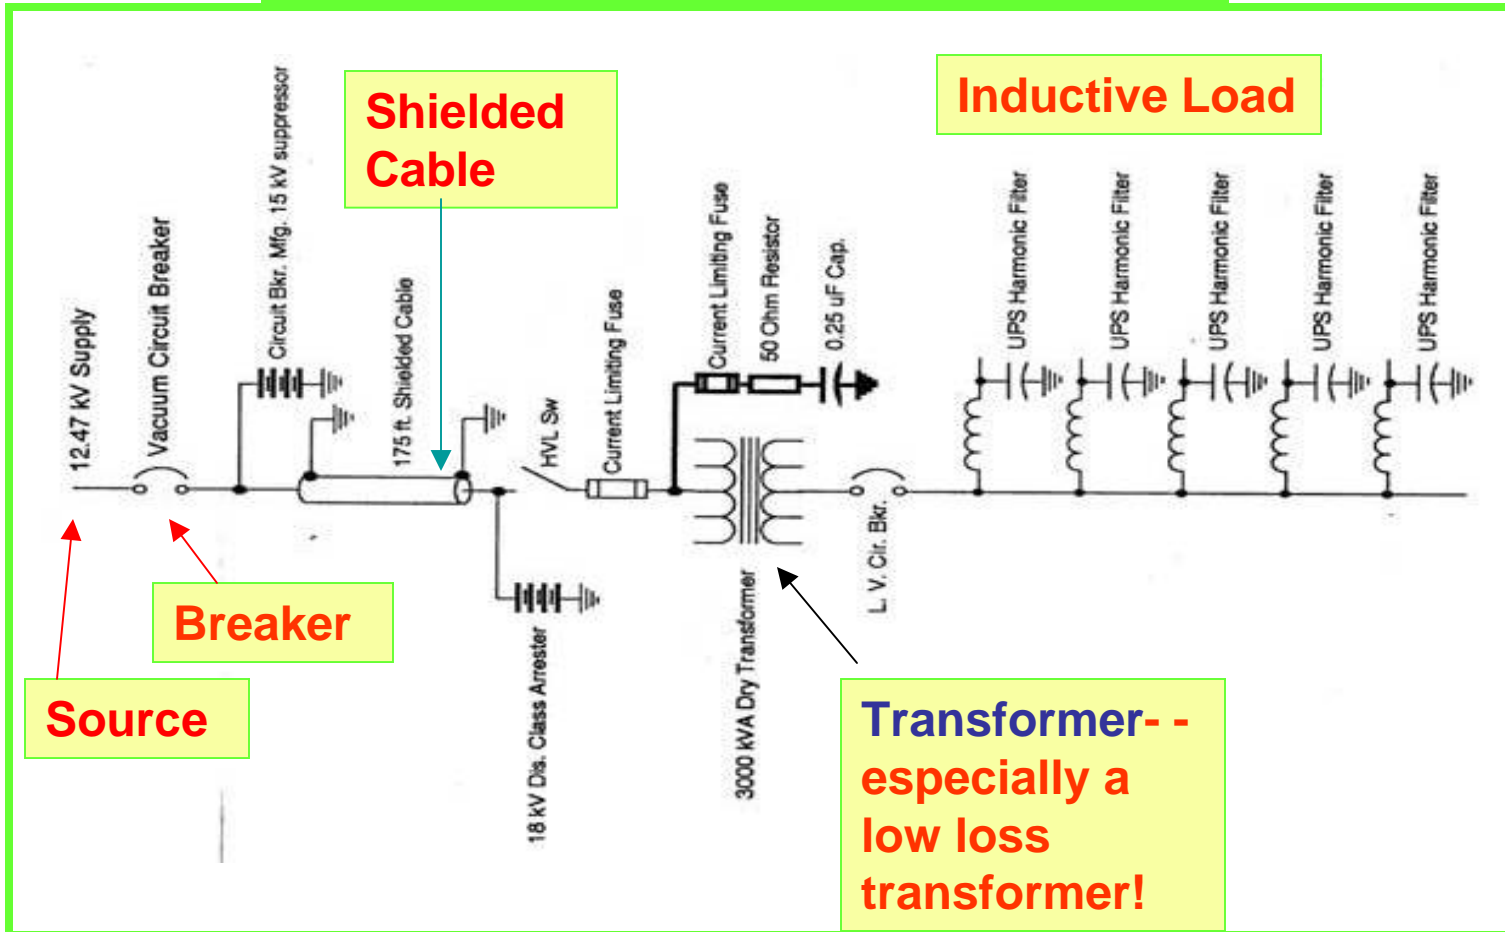 Shielded
Cable
Inductive Load
12.47 kV Supply
Vacuum Circuit Breaker
Circuit Bkr. Mfg. 15 kV suppressor
175 ft. Shielded Cable
HVL Sw
Current Limiting Fuse
Current Limiting Fuse
50 Ohm Resistor
0.25 uF Cap.
UPS Harmonic Filter
UPS Harmonic Filter
UPS Harmonic Filter
UPS Harmonic Filter
UPS Harmonic Filter
18 kV Dis. Class Arrester
3000 kVA Dry Transformer
L. V. Cir. Bkr.
Breaker
Source
Transformer- -
especially a
low loss
transformer!